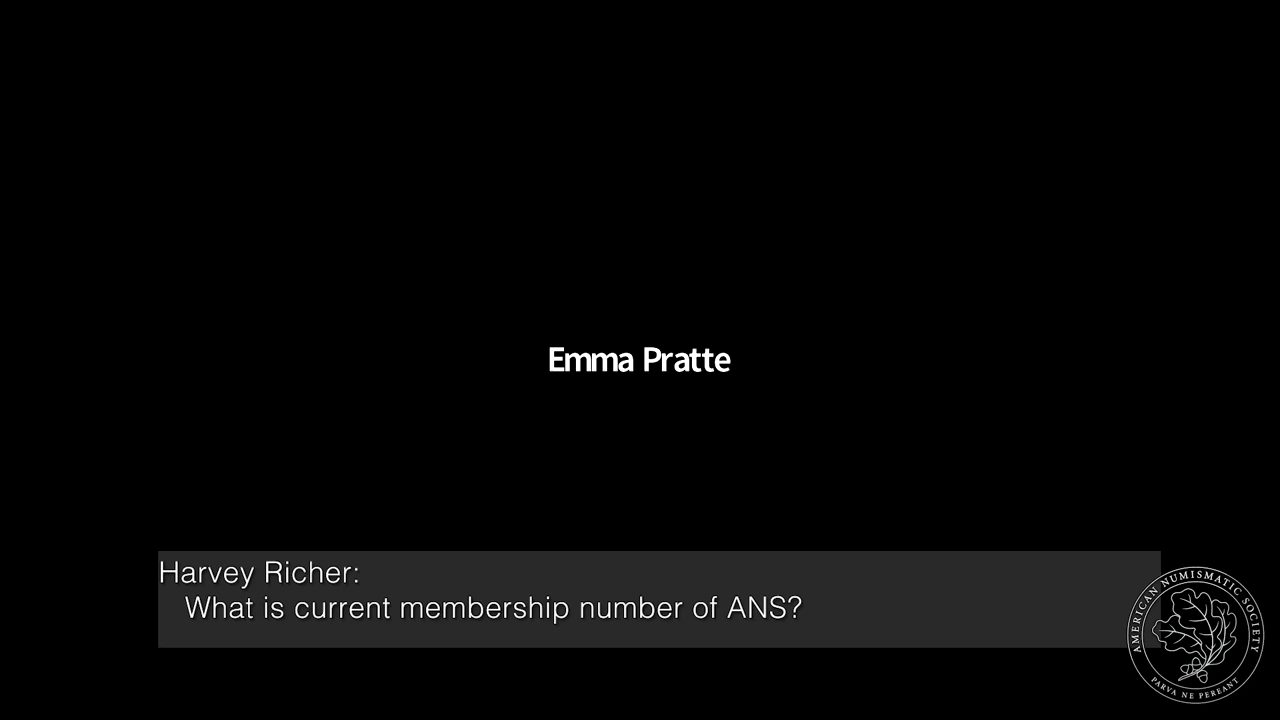 Emma Pratte
Harvey Richer:
What is current membership number of ANS?
AMERICAN NUMISMATIC SOCIETY
PARVA NE PEREANT